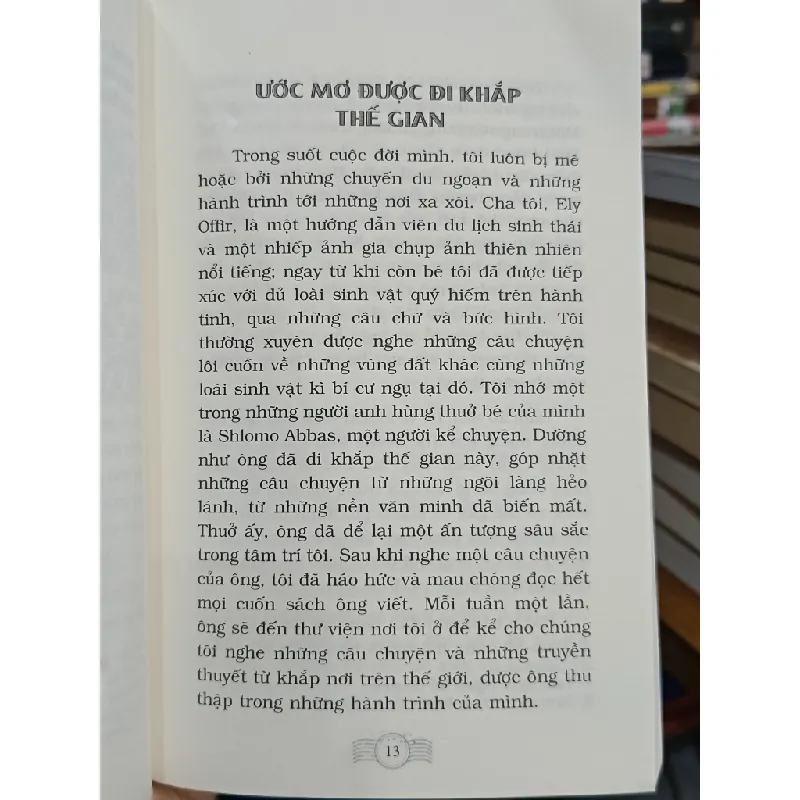 ƯỚC MƠ ĐƯỢC ĐI KHẮP
THẾ GIAN
Trong suốt cuộc đời mình, tôi luôn bị mê
hoặc bởi những chuyến du ngoạn và những
hành trình tới những nơi xa xôi. Cha tôi, Ely
Offir, là một hướng dẫn viên du lịch sinh thái
và một nhiếp ảnh gia chụp ảnh thiên nhiên
nổi tiếng; ngay từ khi còn bé tôi đã được tiếp
xúc với đủ loài sinh vật quý hiếm trên hành
tinh, qua những câu chữ và bức hình. Tôi
thường xuyên được nghe những câu chuyện
lôi cuốn về những vùng đất khác cùng những
loài sinh vật kì bí cư ngụ tại đó. Tôi nhớ một
trong những người anh hùng thuở bé của mình
là Shlomo Abbas, một người kể chuyện. Dường
như ông đã đi khắp thế gian này, góp nhặt
những câu chuyện từ những ngôi làng hẻo
lánh, từ những nền văn minh đã biến mất.
Thuở ấy, ông đã để lại một ấn tượng sâu sắc
trong tâm trí tôi. Sau khi nghe một câu chuyện
của ông, tôi đã háo hức và mau chóng đọc hết
mọi cuốn sách ông viết. Mỗi tuần một lần,
ông sẽ đến thư viện nơi tôi ở để kể cho chúng
tôi nghe những câu chuyện và những truyền
thuyết từ khắp nơi trên thế giới, được ông thu
thập trong những hành trình của mình.
13